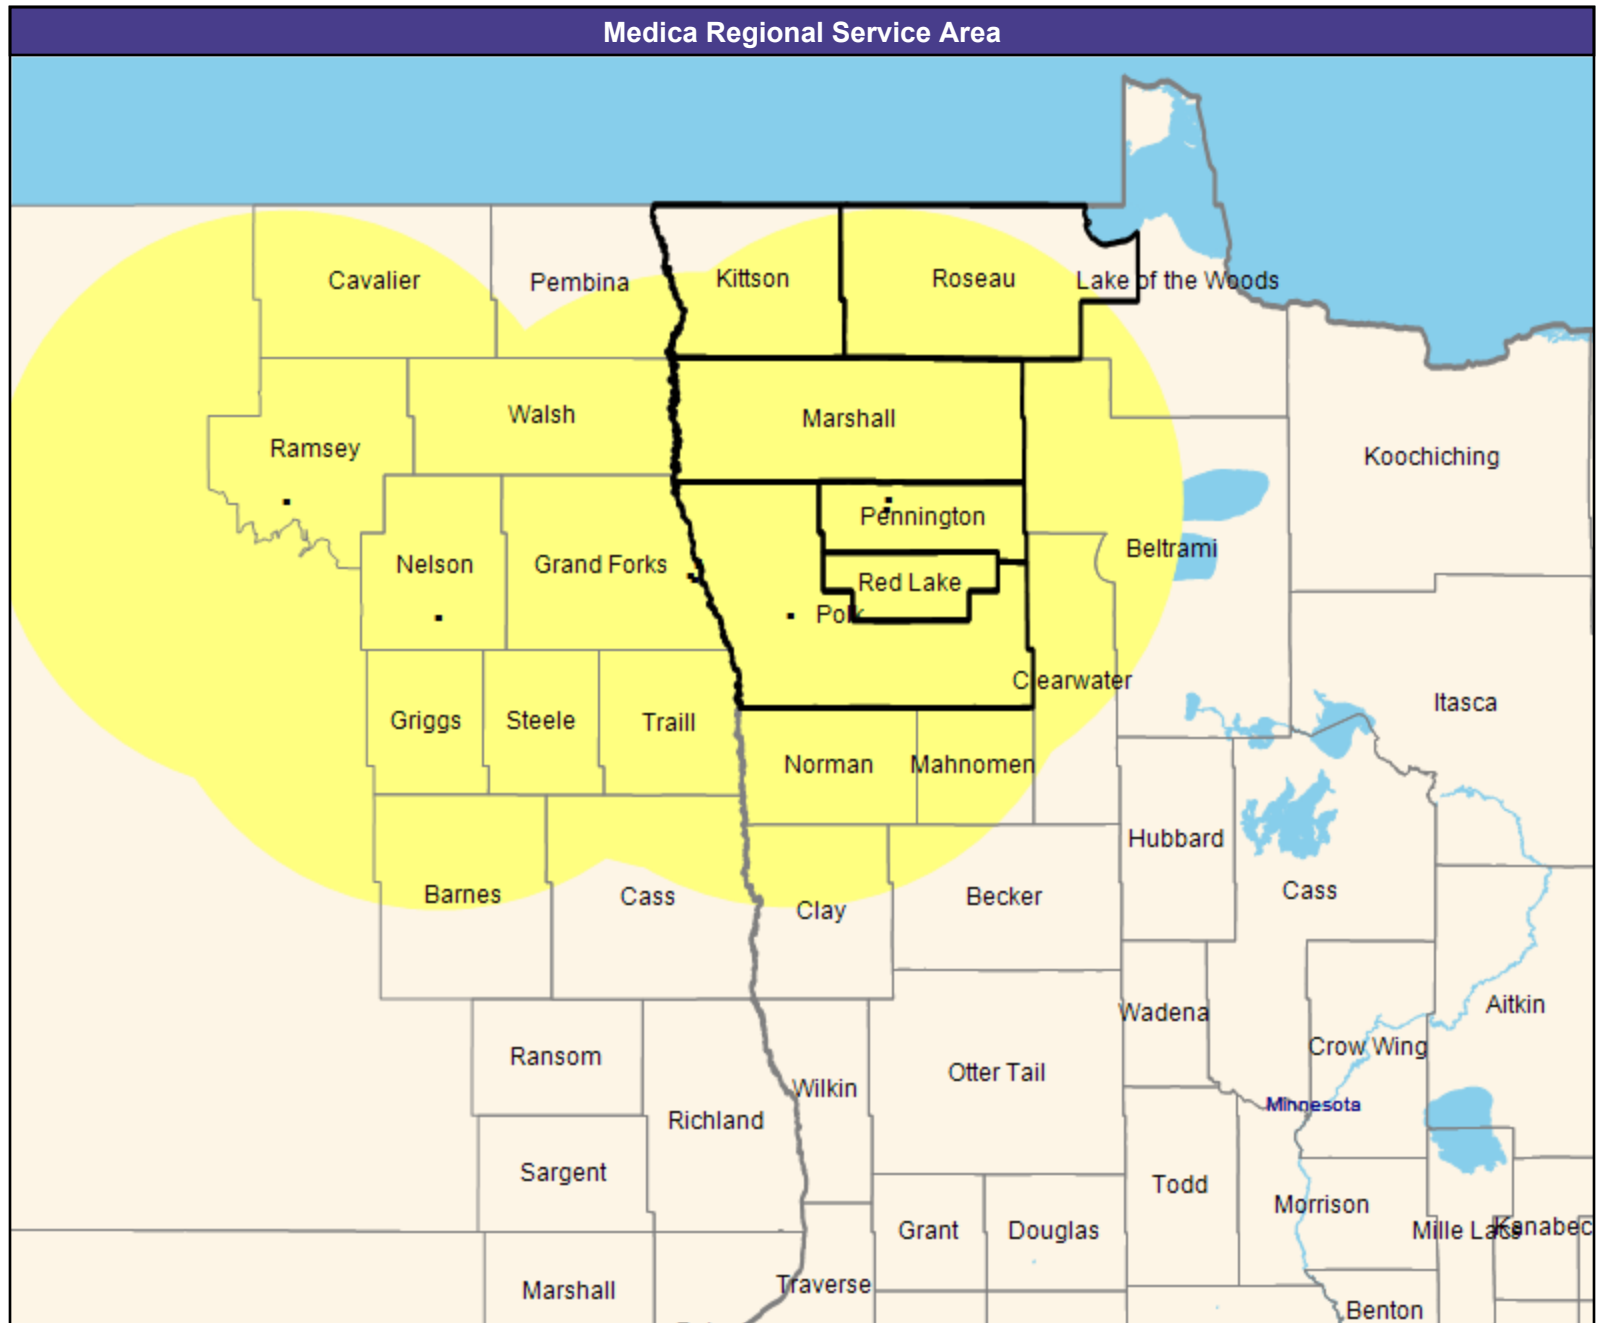 Medica Regional Service Area
Cavalier
Pembina
Kittson
Roseau
Lake of the Woods
Walsh
Marshall
Ramsey
Koochiching
Pennington
Beltrami
Nelson
Grand Forks
Red Lake
Polk
Clearwater
Itasca
Griggs
Steele
Traill
Norman
Mahnomen
Hubbard
Barnes
Cass
Clay
Becker
Cass
Wadena
Aitkin
Crow Wing
Ransom
Otter Tail
Wilkin
Minnesota
Richland
Sargent
Todd
Morrison
Grant
Douglas
Mille Lacs
Kanabec
Marshall
Traverse
Benton